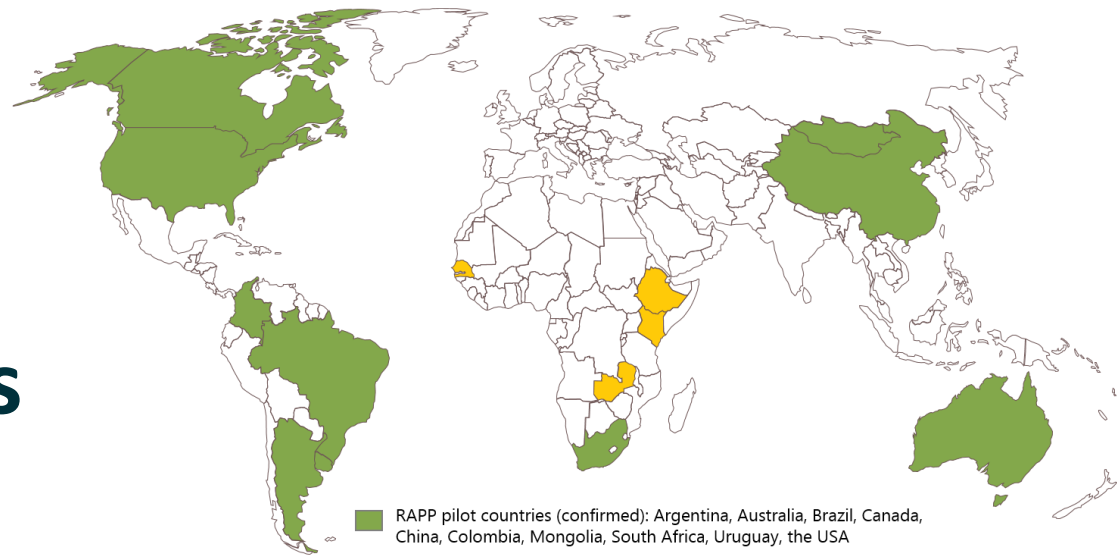 S
RAPP pilot countries (confirmed): Argentina, Australia, Brazil, Canada,
China, Colombia, Mongolia, South Africa, Uruguay, the USA